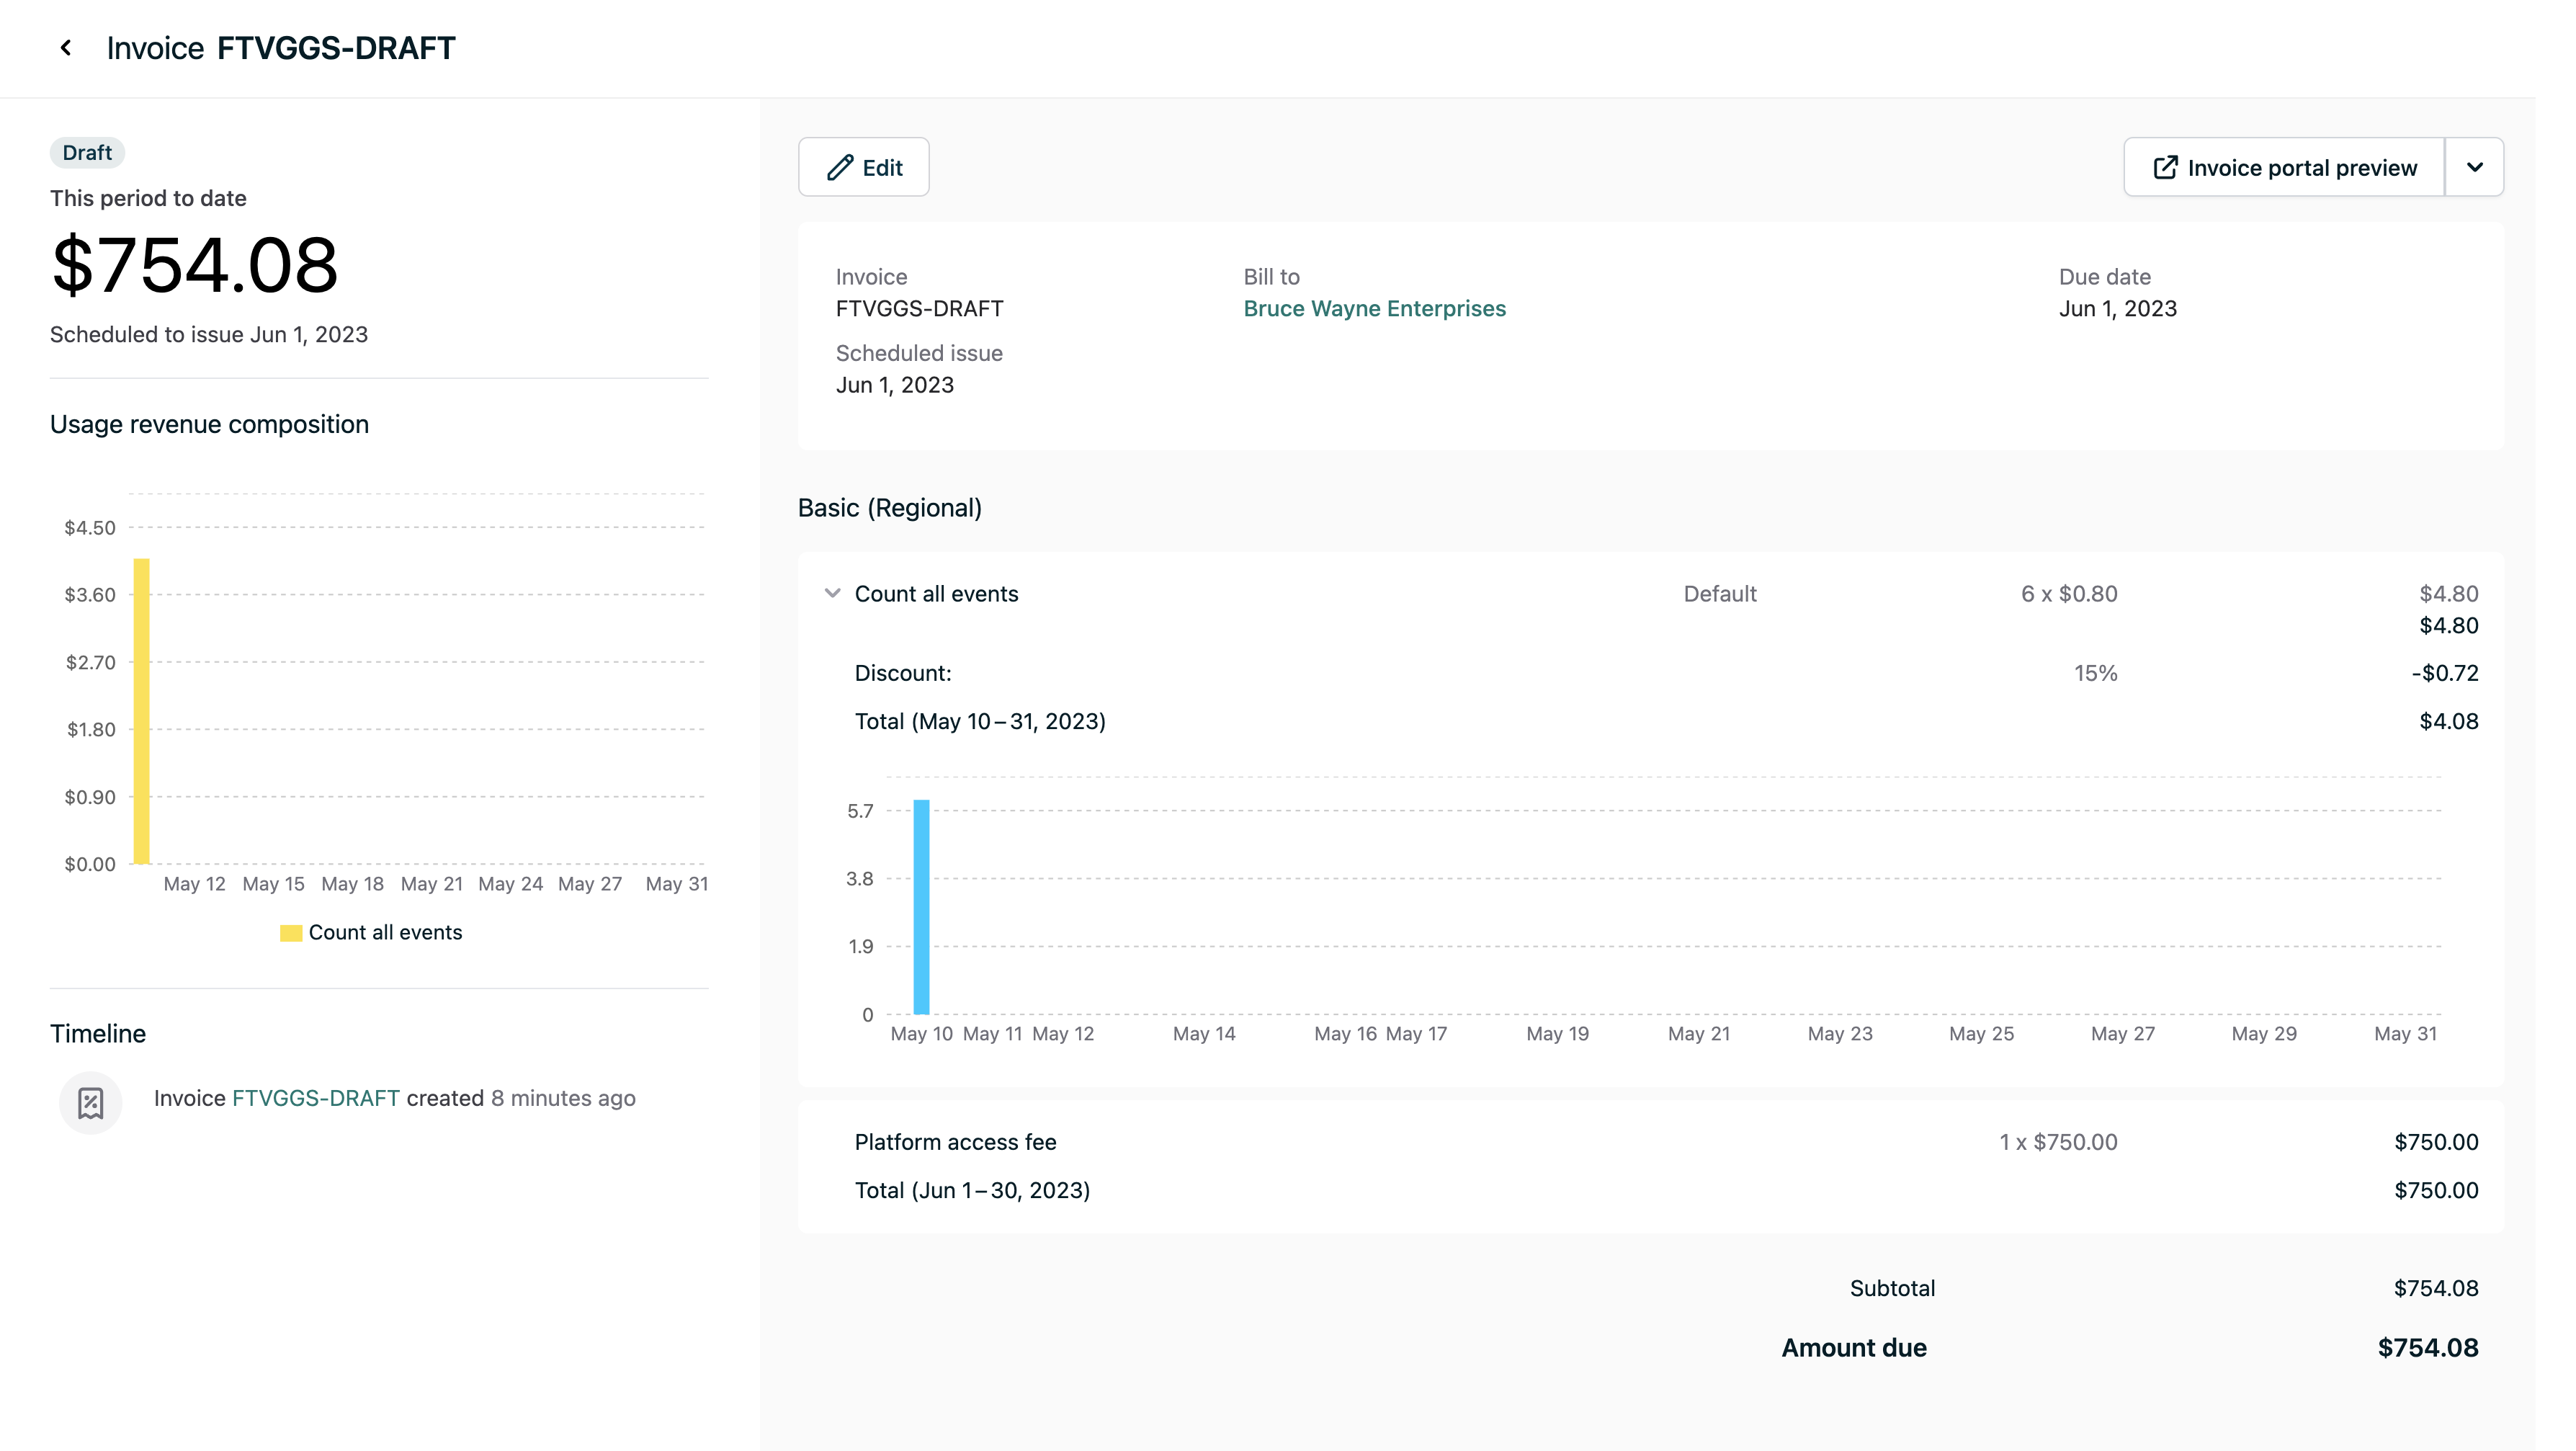 Invoice FTVGGS-DRAFT
Draft
This period to date
$754.08
Scheduled to issue Jun 1, 2023
Usage revenue composition
$4.50
$3.60
$2.70
$1.80
$0.90
$0.00
May 12 May 15 May 18 May 21 May 24 May 27 May 31
Count all events
Timeline
Invoice FTVGGS-DRAFT created 8 minutes ago
Edit
Invoice portal preview
Invoice Bill to Due date
FTVGGS-DRAFT Bruce Wayne Enterprises Jun 1, 2023
Scheduled issue
Jun 1, 2023
Basic (Regional)
Count all events Default 6 x $0.80 $4.80
$4.80
Discount: 15% -$0.72
Total (May 10–31, 2023) $4.08
5.7
3.8
1.9
0
May 10 May 11 May 12 May 14 May 16 May 17 May 19 May 21 May 23 May 25 May 27 May 29 May 31
Platform access fee 1 x $750.00 $750.00
Total (Jun 1–30, 2023) $750.00
Subtotal $754.08
Amount due $754.08